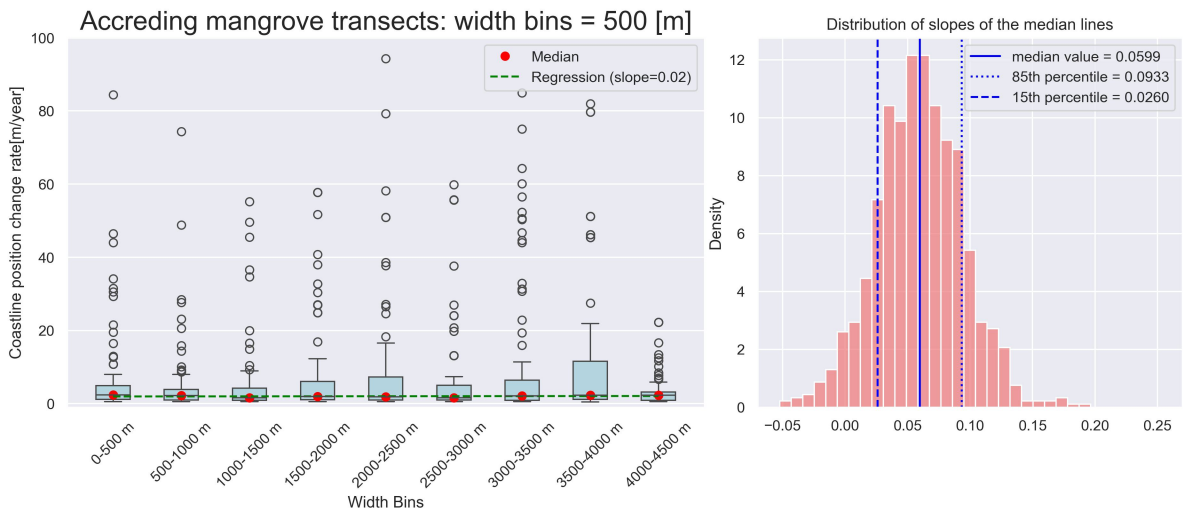 Accreding mangrove transects: width bins = 500 [m]
Coastline position change rate[m/year]
100
80
60
40
20
0
Median
Regression (slope=0.02)
0-500 m
500-1000 m
1000-1500 m
1500-2000 m
2000-2500 m
2500-3000 m
3000-3500 m
3500-4000 m
4000-4500 m
Width Bins
Distribution of slopes of the median lines
Density
12
10
8
6
4
2
0
median value = 0.0599
85th percentile = 0.0933
15th percentile = 0.0260
−0.05
0.00
0.05
0.10
0.15
0.20
0.25